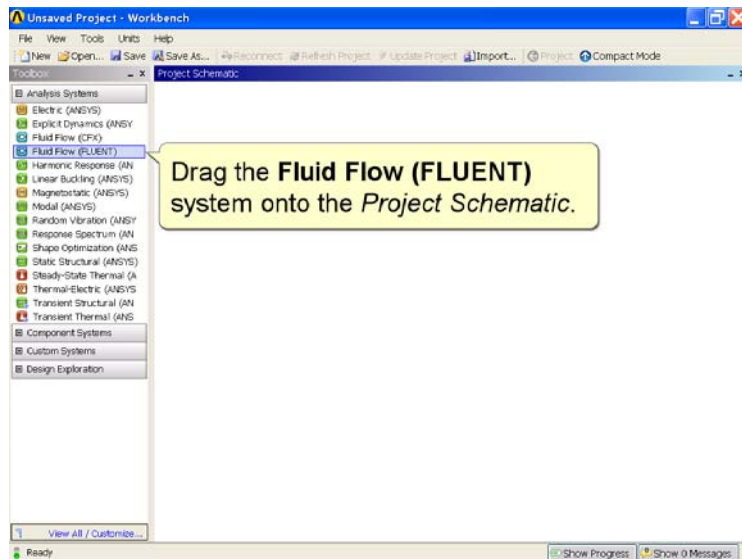 Unsaved Project - Workbench
File View Tools Units Help
New Open... Save Save As... Reconnect Refresh Project Update Project Import... Project Compact Mode
Toolbox
Project Schematic
Analysis Systems
Electric (ANSYS)
Explicit Dynamics (ANSY
Fluid Flow (CFX)
Fluid Flow (FLUENT)
Harmonic Response (AN
Linear Buckling (ANSYS)
Magnetostatic (ANSYS)
Modal (ANSYS)
Random Vibration (ANSY
Response Spectrum (AN
Shape Optimization (ANS
Static Structural (ANSYS)
Steady-State Thermal (A
Thermal-Electric (ANSYS
Transient Structural (AN
Transient Thermal (ANS
Component Systems
Custom Systems
Design Exploration
Drag the Fluid Flow (FLUENT)
system onto the Project Schematic.
View All / Customize...
Ready
Show Progress Show 0 Messages